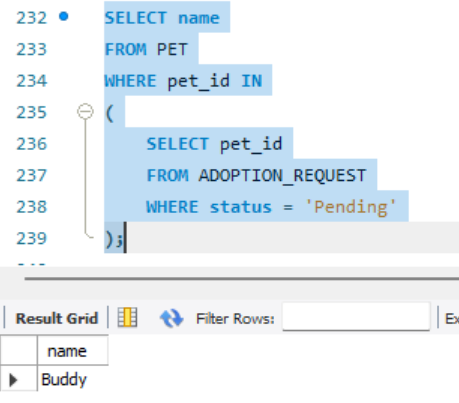 232 SELECT name
233 FROM PET
234 WHERE pet_id IN
235 (
236 SELECT pet_id
237 FROM ADOPTION_REQUEST
238 WHERE status = 'Pending'
239 );
Result Grid Filter Rows: Ex
name
Buddy